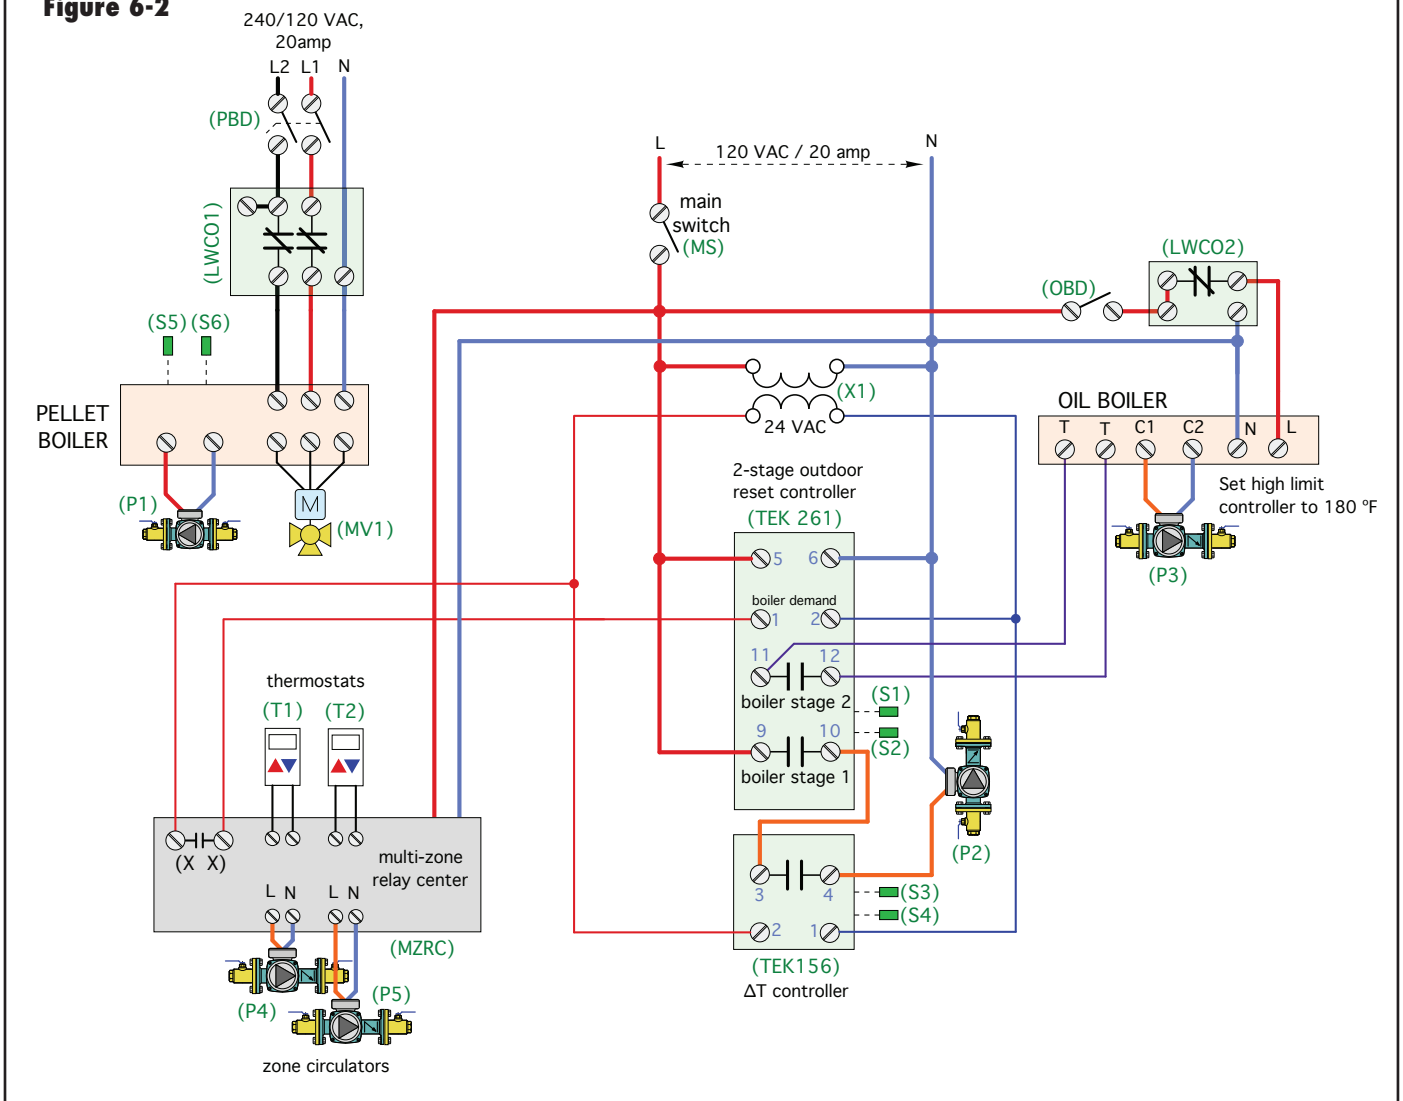 Figure 6-2
240/120 VAC,
20amp
L2 L1 N
(PBD)
(LWCO1)
(S5) (S6)
PELLET
BOILER
(P1)
M
(MV1)
L
120 VAC / 20 amp
N
main
switch
(MS)
(OBD)
(LWCO2)
(X1)
24 VAC
OIL BOILER
T T C1 C2 N L
Set high limit
controller to 180 ºF
(P3)
2-stage outdoor
reset controller
(TEK 261)
5 6
boiler demand
1 2
11 12
boiler stage 2
(S1)
9 10
(S2)
boiler stage 1
(P2)
3 4
(S3)
(S4)
2 1
(TEK156)
ΔT controller
thermostats
(T1) (T2)
(X X)
multi-zone
relay center
L N L N
(MZRC)
(P4)
(P5)
zone circulators